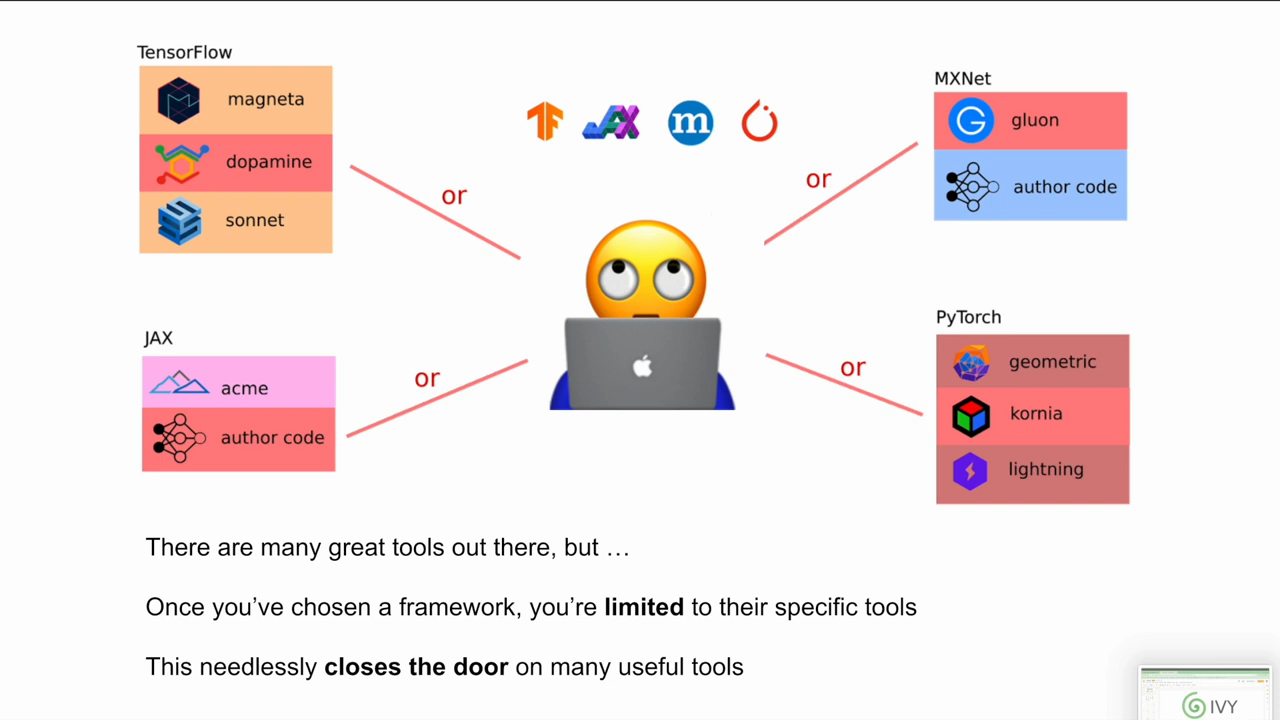 TensorFlow
magneta
dopamine
sonnet
or
m
or
MXNet
gluon
author code
JAX
acme
author code
or
or
PyTorch
geometric
kornia
lightning
There are many great tools out there, but …
Once you’ve chosen a framework, you’re limited to their specific tools
This needlessly closes the door on many useful tools
IVY